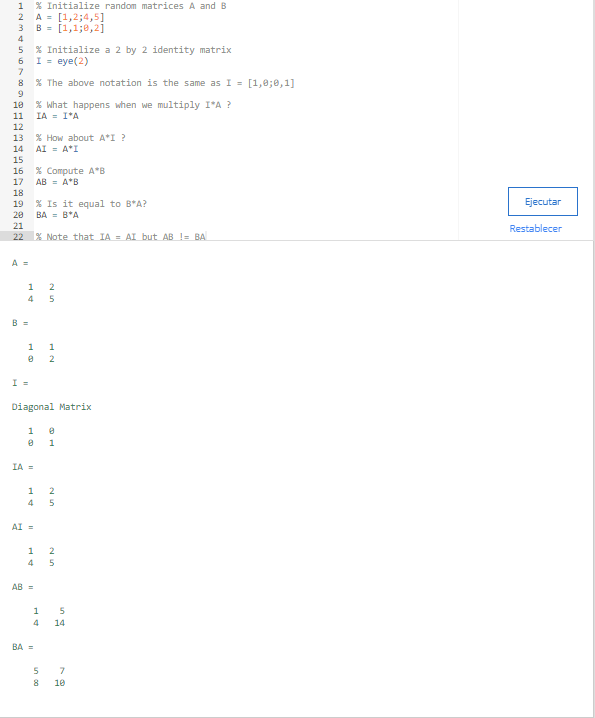 1 % Initialize random matrices A and B
2 A = [1,2;4,5]
3 B = [1,1;0,2]
4
5 % Initialize a 2 by 2 identity matrix
6 I = eye(2)
7
8 % The above notation is the same as I = [1,0;0,1]
9
10 % What happens when we multiply I*A ?
11 IA = I*A
12
13 % How about A*I ?
14 AI = A*I
15
16 % Compute A*B
17 AB = A*B
18
19 % Is it equal to B*A?
20 BA = B*A
21
22 % Note that IA = AI but AB != BA
Ejecutar
Restablecer
A =
1 2
4 5
B =
1 1
0 2
I =
Diagonal Matrix
1 0
0 1
IA =
1 2
4 5
AI =
1 2
4 5
AB =
1 5
4 14
BA =
5 7
8 10